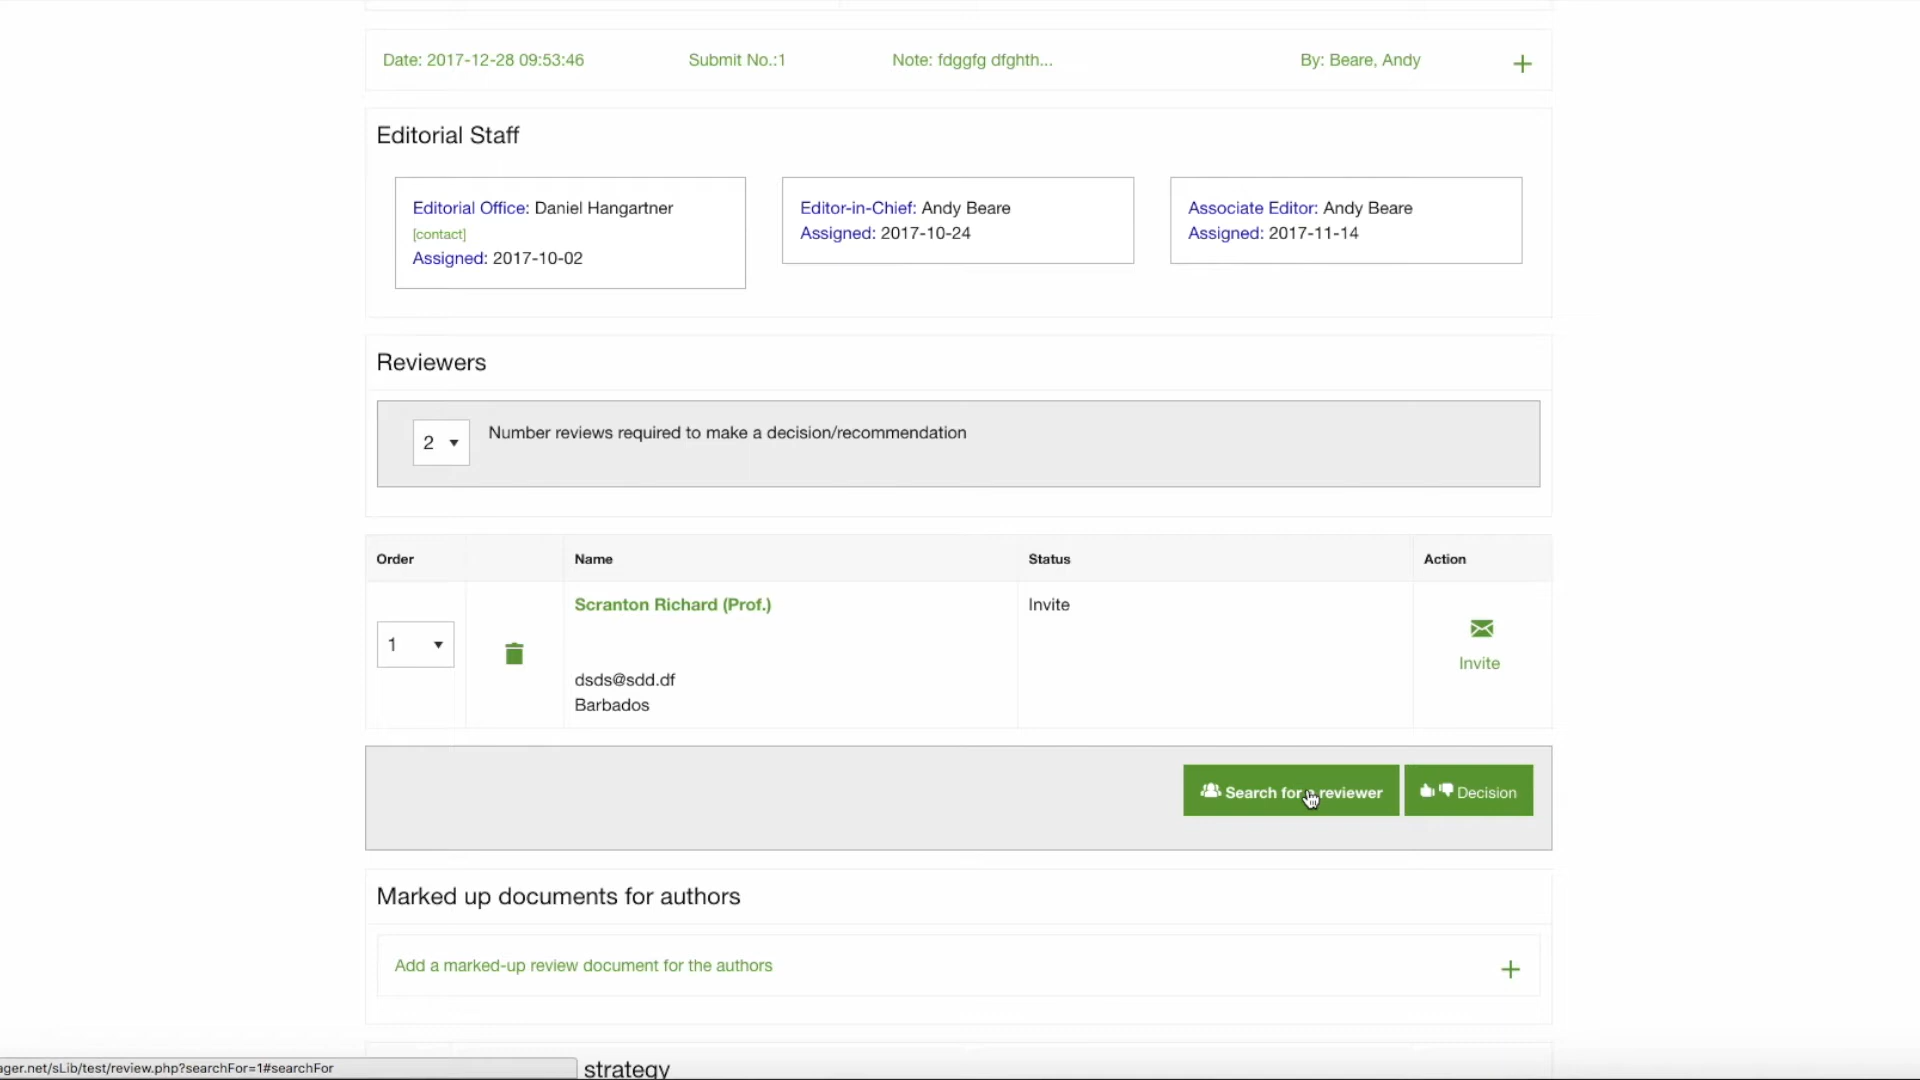 Date: 2017-12-28 09:53:46 Submit No.:1 Note: fdggfg dfghth... By: Beare, Andy
Editorial Staff
Editorial Office: Daniel Hangartner
[contact]
Assigned: 2017-10-02
Editor-in-Chief: Andy Beare
Assigned: 2017-10-24
Associate Editor: Andy Beare
Assigned: 2017-11-14
Reviewers
2 Number reviews required to make a decision/recommendation
Order Name Status Action
1
Scranton Richard (Prof.)
dsds@sdd.df
Barbados
Invite
Invite
Search for a reviewer
Decision
Marked up documents for authors
Add a marked-up review document for the authors
ager.net/sLib/test/review.php?searchFor=1#searchFor
strategy